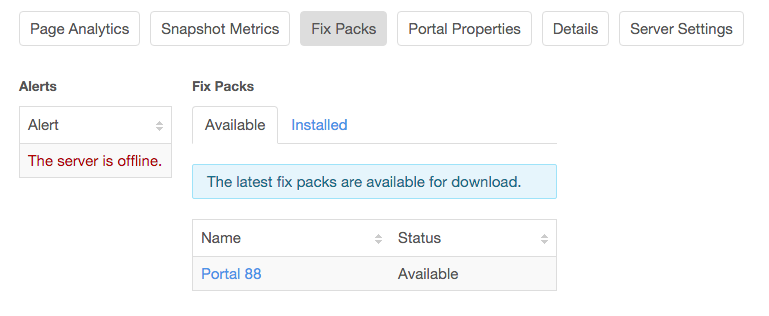 Page Analytics Snapshot Metrics Fix Packs Portal Properties Details Server Settings
Alerts
Alert
The server is offline.
Fix Packs
Available Installed
The latest fix packs are available for download.
Name Status
Portal 88 Available